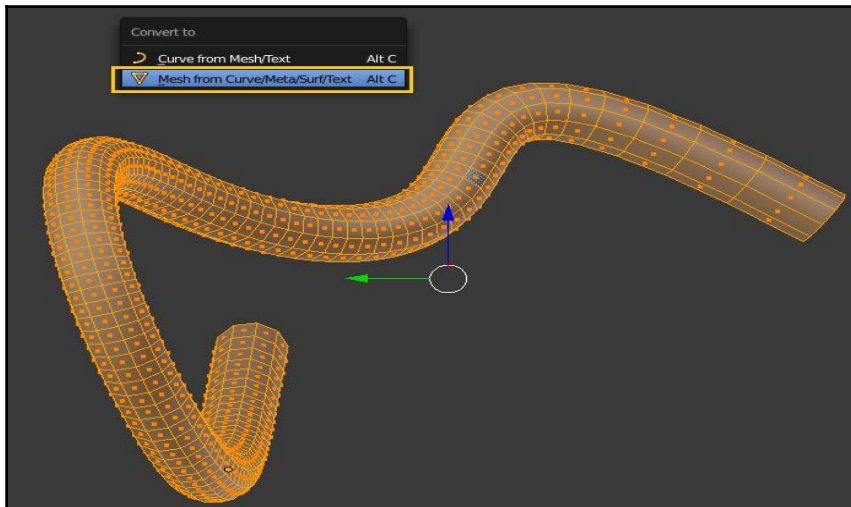 Convert to
Curve from Mesh/Text Alt C
Mesh from Curve/Meta/Surf/Text Alt C